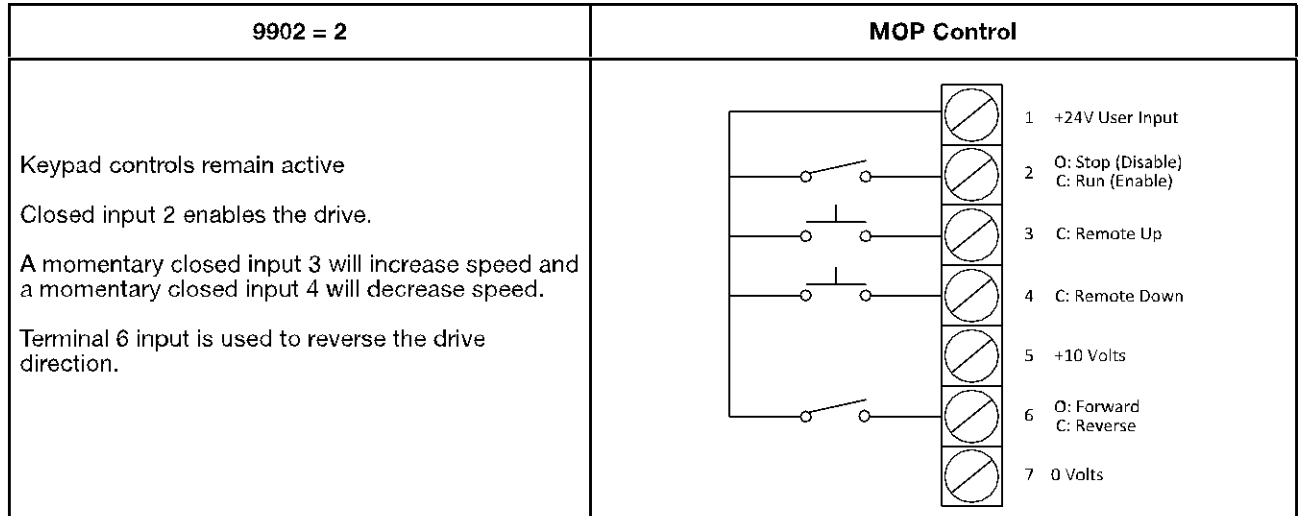 9902 = 2
MOP Control
Keypad controls remain active
Closed input 2 enables the drive.
A momentary closed input 3 will increase speed and
a momentary closed input 4 will decrease speed.
Terminal 6 input is used to reverse the drive
direction.
1 +24V User Input
2 O: Stop (Disable)
C: Run (Enable)
3 C: Remote Up
4 C: Remote Down
5 +10 Volts
6 O: Forward
C: Reverse
7 0 Volts